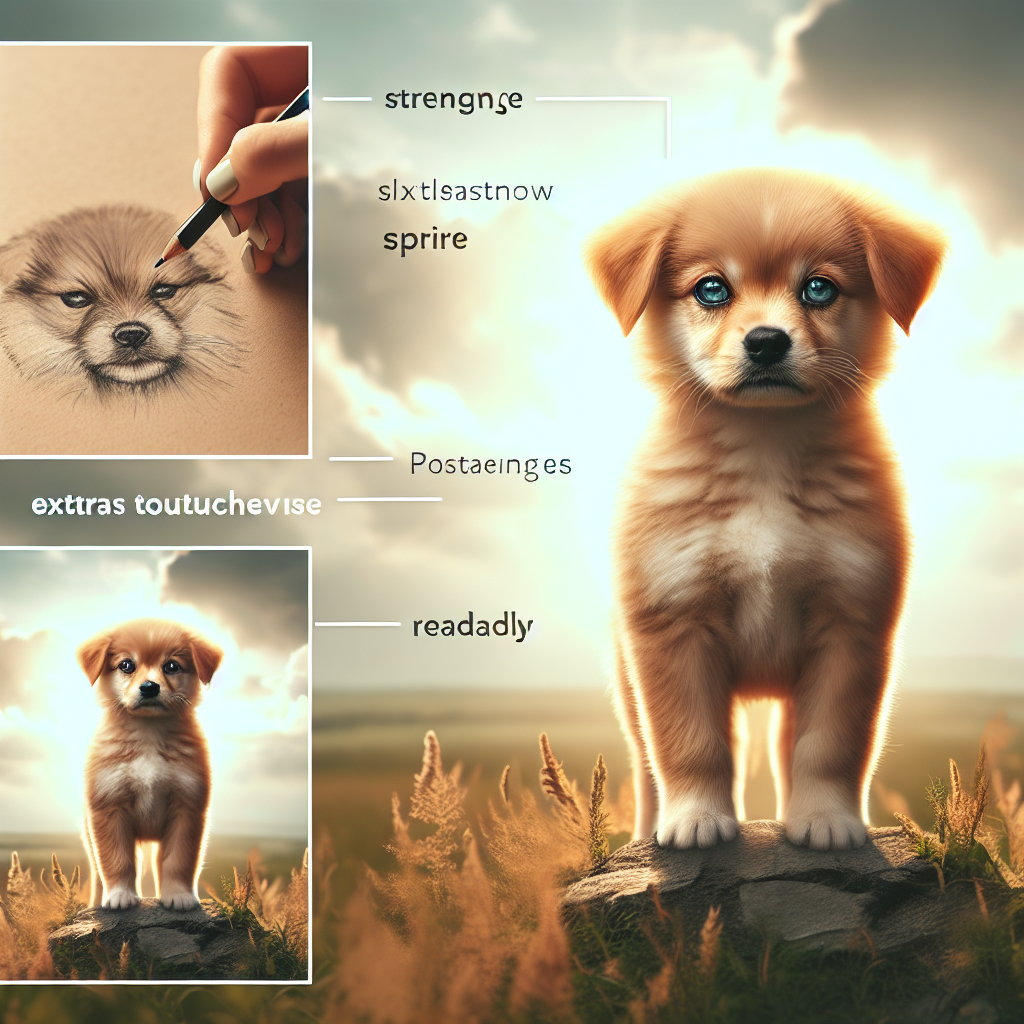 strengnge
slxtlsastnow
sprire
Postaeinges
exttras toutuchevise
readadly